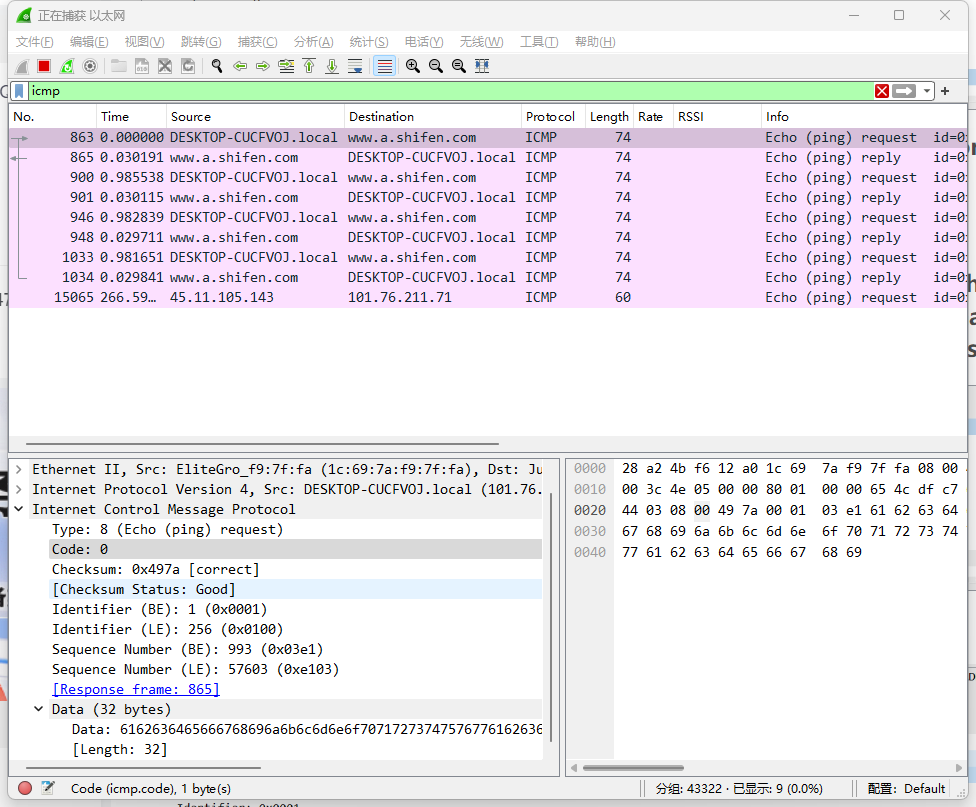 正在捕获 以太网
文件(F) 编辑(E) 视图(V) 跳转(G) 捕获(C) 分析(A) 统计(S) 电话(Y) 无线(W) 工具(T) 帮助(H)
icmp
No. Time Source Destination Protocol Length Rate RSSI Info
863 0.000000 DESKTOP-CUCFVOJ.local www.a.shifen.com ICMP 74 Echo (ping) request id=0
865 0.030191 www.a.shifen.com DESKTOP-CUCFVOJ.local ICMP 74 Echo (ping) reply id=0
900 0.985538 DESKTOP-CUCFVOJ.local www.a.shifen.com ICMP 74 Echo (ping) request id=0
901 0.030115 www.a.shifen.com DESKTOP-CUCFVOJ.local ICMP 74 Echo (ping) reply id=0
946 0.982839 DESKTOP-CUCFVOJ.local www.a.shifen.com ICMP 74 Echo (ping) request id=0
948 0.029711 www.a.shifen.com DESKTOP-CUCFVOJ.local ICMP 74 Echo (ping) reply id=0
1033 0.981651 DESKTOP-CUCFVOJ.local www.a.shifen.com ICMP 74 Echo (ping) request id=0
1034 0.029841 www.a.shifen.com DESKTOP-CUCFVOJ.local ICMP 74 Echo (ping) reply id=0
15065 266.59… 45.11.105.143 101.76.211.71 ICMP 60 Echo (ping) request id=0
Ethernet II, Src: EliteGro_f9:7f:fa (1c:69:7a:f9:7f:fa), Dst: Ju
Internet Protocol Version 4, Src: DESKTOP-CUCFVOJ.local (101.76.
Internet Control Message Protocol
Type: 8 (Echo (ping) request)
Code: 0
Checksum: 0x497a [correct]
[Checksum Status: Good]
Identifier (BE): 1 (0x0001)
Identifier (LE): 256 (0x0100)
Sequence Number (BE): 993 (0x03e1)
Sequence Number (LE): 57603 (0xe103)
[Response frame: 865]
Data (32 bytes)
Data: 6162636465666768696a6b6c6d6e6f7071727374757677616263​6
[Length: 32]
0000 28 a2 4b f6 12 a0 1c 69 7a f9 7f fa 08 00
0010 00 3c 4e 05 00 00 80 01 00 00 65 4c df c7
0020 44 03 08 00 49 7a 00 01 03 e1 61 62 63 64
0030 67 68 69 6a 6b 6c 6d 6e 6f 70 71 72 73 74
0040 77 61 62 63 64 65 66 67 68 69
Code (icmp.code), 1 byte(s)
分组: 43322 · 已显示: 9 (0.0%)
配置: Default